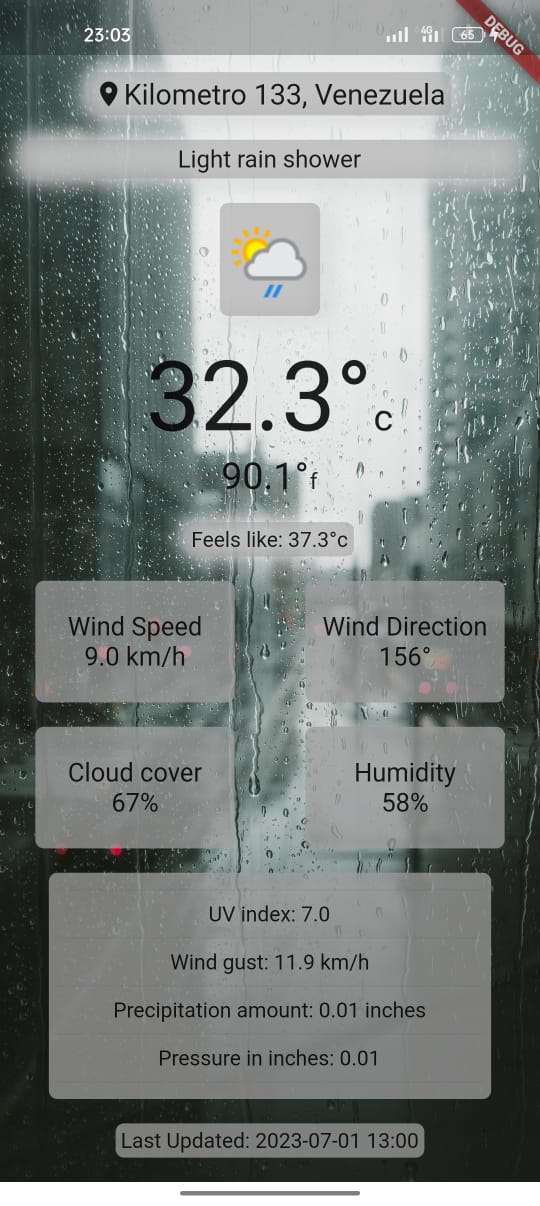 23:03
4G
65
DEBUG
Kilometro 133, Venezuela
Light rain shower
32.3°c
90.1°f
Feels like: 37.3°c
Wind Speed
9.0 km/h
Wind Direction
156°
Cloud cover
67%
Humidity
58%
UV index: 7.0
Wind gust: 11.9 km/h
Precipitation amount: 0.01 inches
Pressure in inches: 0.01
Last Updated: 2023-07-01 13:00